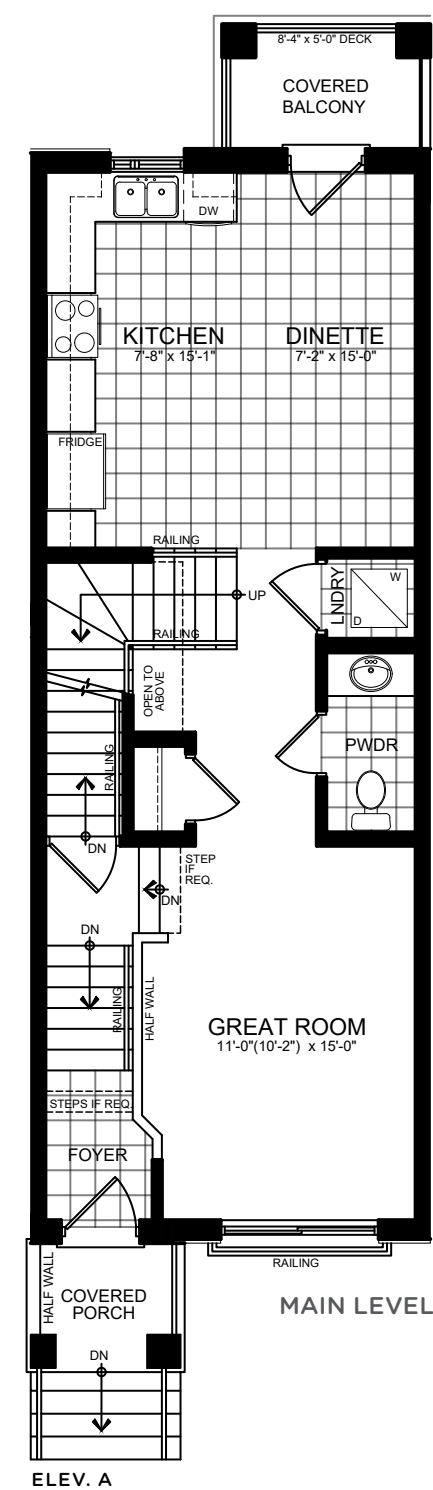 8'-4" x 5'-0" DECK
COVERED
BALCONY
DW
KITCHEN
7'-8" x 15'-1"
DINETTE
7'-2" x 15'-0"
FRIDGE
RAILING
UP
LNDRY
W
D
RAILING
OPEN TO
ABOVE
PWDR
RAILING
DN
STEP
IF
REQ.
DN
DN
RAILING
HALF WALL
GREAT ROOM
11'-0"(10'-2") x 15'-0"
STEPS IF REQ.
FOYER
HALF WALL
COVERED
PORCH
RAILING
MAIN LEVEL
DN
ELEV. A